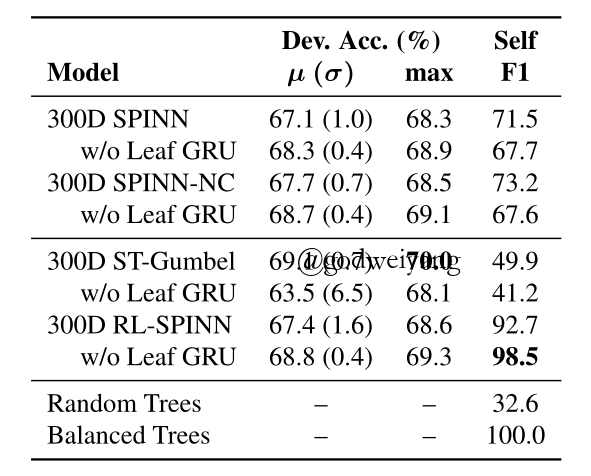 Dev. Acc. (%) Self
Model μ (σ) max F1
300D SPINN 67.1 (1.0) 68.3 71.5
w/o Leaf GRU 68.3 (0.4) 68.9 67.7
300D SPINN-NC 67.7 (0.7) 68.5 73.2
w/o Leaf GRU 68.7 (0.4) 69.1 67.6
300D ST-Gumbel (0.7) 70.0 49.9
@godweiyang
w/o Leaf GRU 63.5 (6.5) 68.1 41.2
300D RL-SPINN 67.4 (1.6) 68.6 92.7
w/o Leaf GRU 68.8 (0.4) 69.3 98.5
Random Trees – – 32.6
Balanced Trees – – 100.0